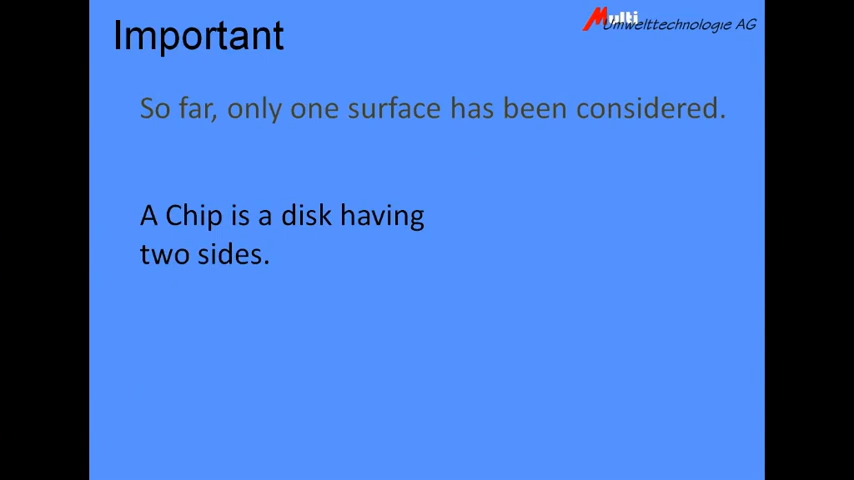 Important
Multi
Umwelttechnologie AG
So far, only one surface has been considered.
A Chip is a disk having
two sides.